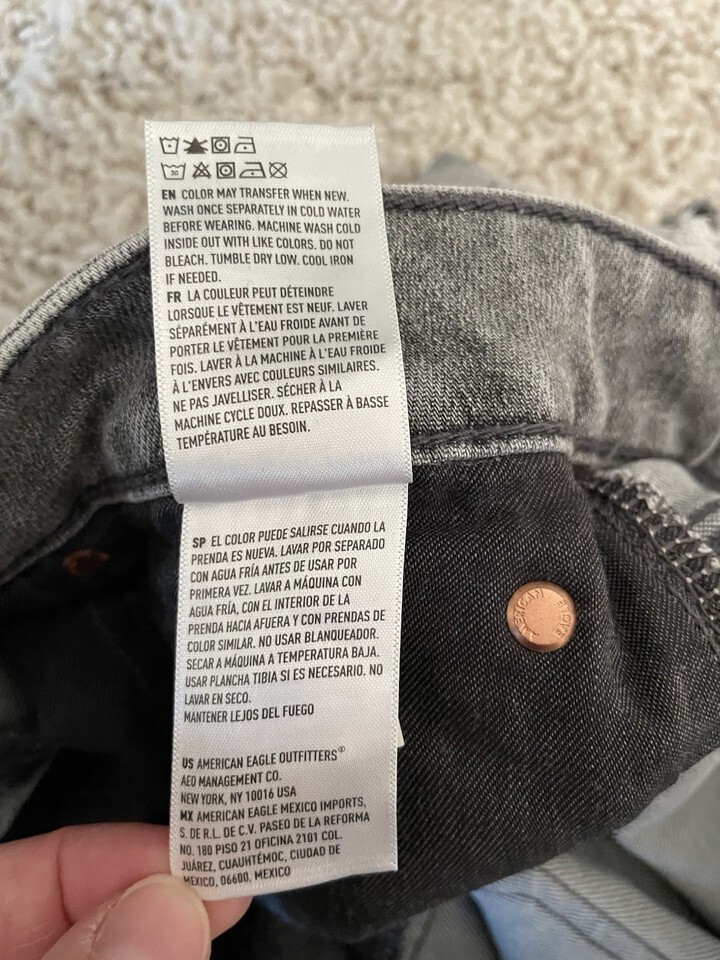 30
EN COLOR MAY TRANSFER WHEN NEW.
WASH ONCE SEPARATELY IN COLD WATER
BEFORE WEARING. MACHINE WASH COLD
INSIDE OUT WITH LIKE COLORS. DO NOT
BLEACH. TUMBLE DRY LOW. COOL IRON
IF NEEDED.
FR LA COULEUR PEUT DÉTEINDRE
LORSQUE LE VÊTEMENT EST NEUF. LAVER
SÉPARÉMENT À L'EAU FROIDE AVANT DE
PORTER LE VÊTEMENT POUR LA PREMIÈRE
FOIS. LAVER À LA MACHINE À L'EAU FROIDE
À L'ENVERS AVEC COULEURS SIMILAIRES.
NE PAS JAVELLISER. SÉCHER À LA
MACHINE CYCLE DOUX. REPASSER À BASSE
TEMPÉRATURE AU BESOIN.
SP EL COLOR PUEDE SALIRSE CUANDO LA
PRENDA ES NUEVA. LAVAR POR SEPARADO
CON AGUA FRÍA ANTES DE USAR POR
PRIMERA VEZ. LAVAR A MÁQUINA CON
AGUA FRÍA, CON EL INTERIOR DE LA
PRENDA HACIA AFUERA Y CON PRENDAS DE
COLOR SIMILAR. NO USAR BLANQUEADOR.
SECAR A MÁQUINA A TEMPERATURA BAJA.
USAR PLANCHA TIBIA SI ES NECESARIO. NO
LAVAR EN SECO.
MANTENER LEJOS DEL FUEGO
US AMERICAN EAGLE OUTFITTERS®
AEO MANAGEMENT CO.
NEW YORK, NY 10016 USA
MX AMERICAN EAGLE MEXICO IMPORTS,
S. DE R.L. DE C.V. PASEO DE LA REFORMA
NO. 180 PISO 21 OFICINA 2101 COL.
JUÁREZ, CUAUHTÉMOC, CIUDAD DE
MEXICO, 06600, MEXICO
AMERICAN